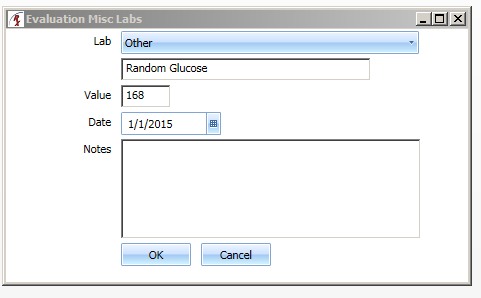 Evaluation Misc Labs
Lab Other
Random Glucose
Value 168
Date 1/1/2015
Notes
OK Cancel